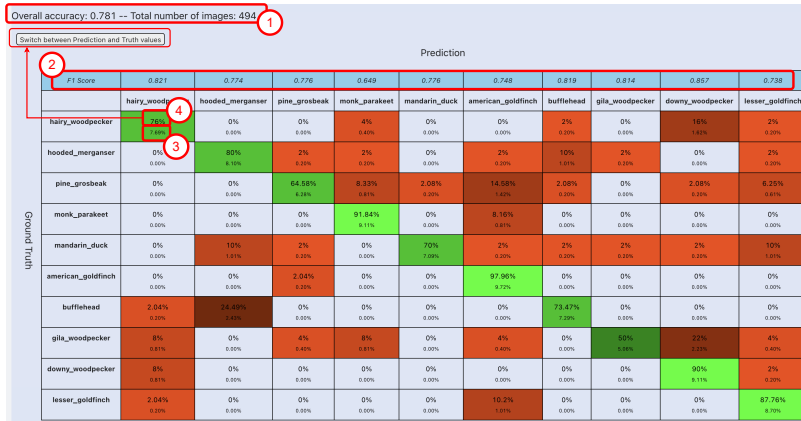 Overall accuracy: 0.781 -- Total number of images: 494
1
Switch between Prediction and Truth values
Prediction
2
F1 Score 0.821 0.774 0.776 0.649 0.776 0.748 0.819 0.814 0.857 0.738
hooded_merganser pine_grosbeak monk_parakeet mandarin_duck american_goldfinch bufflehead gila_woodpecker downy_woodpecker lesser_goldfinch
4
hairy_woodpecker 76% 0% 0% 4% 0% 0% 2% 0% 16% 2%
7.69% 0.00% 0.00% 0.40% 0.00% 0.00% 0.20% 0.00% 1.62% 0.20%
3
hooded_merganser 0% 80% 2% 2% 0% 2% 10% 2% 0% 2%
0.00% 8.10% 0.20% 0.20% 0.00% 0.20% 1.01% 0.20% 0.00% 0.20%
pine_grosbeak 0% 0% 64.58% 8.33% 2.08% 14.58% 2.08% 0% 2.08% 6.25%
0.00% 0.00% 6.28% 0.81% 0.20% 1.42% 0.20% 0.00% 0.20% 0.61%
monk_parakeet 0% 0% 0% 91.84% 0% 8.16% 0% 0% 0% 0%
0.00% 0.00% 0.00% 9.11% 0.00% 0.81% 0.00% 0.00% 0.00% 0.00%
Ground Truth
mandarin_duck 0% 10% 2% 0% 70% 2% 2% 2% 2% 10%
0.00% 1.01% 0.20% 0.00% 7.09% 0.20% 0.20% 0.20% 0.20% 1.01%
american_goldfinch 0% 0% 2.04% 0% 0% 97.96% 0% 0% 0% 0%
0.00% 0.00% 0.20% 0.00% 0.00% 9.72% 0.00% 0.00% 0.00% 0.00%
bufflehead 2.04% 24.49% 0% 0% 0% 0% 73.47% 0% 0% 0%
0.20% 2.43% 0.00% 0.00% 0.00% 0.00% 7.29% 0.00% 0.00% 0.00%
gila_woodpecker 8% 0% 4% 8% 0% 4% 0% 50% 22% 4%
0.81% 0.00% 0.40% 0.81% 0.00% 0.40% 0.00% 5.06% 2.23% 0.40%
downy_woodpecker 8% 0% 0% 0% 0% 0% 0% 0% 90% 2%
0.81% 0.00% 0.00% 0.00% 0.00% 0.00% 0.00% 0.00% 9.11% 0.20%
lesser_goldfinch 2.04% 0% 0% 0% 0% 10.2% 0% 0% 0% 87.76%
0.20% 0.00% 0.00% 0.00% 0.00% 1.01% 0.00% 0.00% 0.00% 8.70%